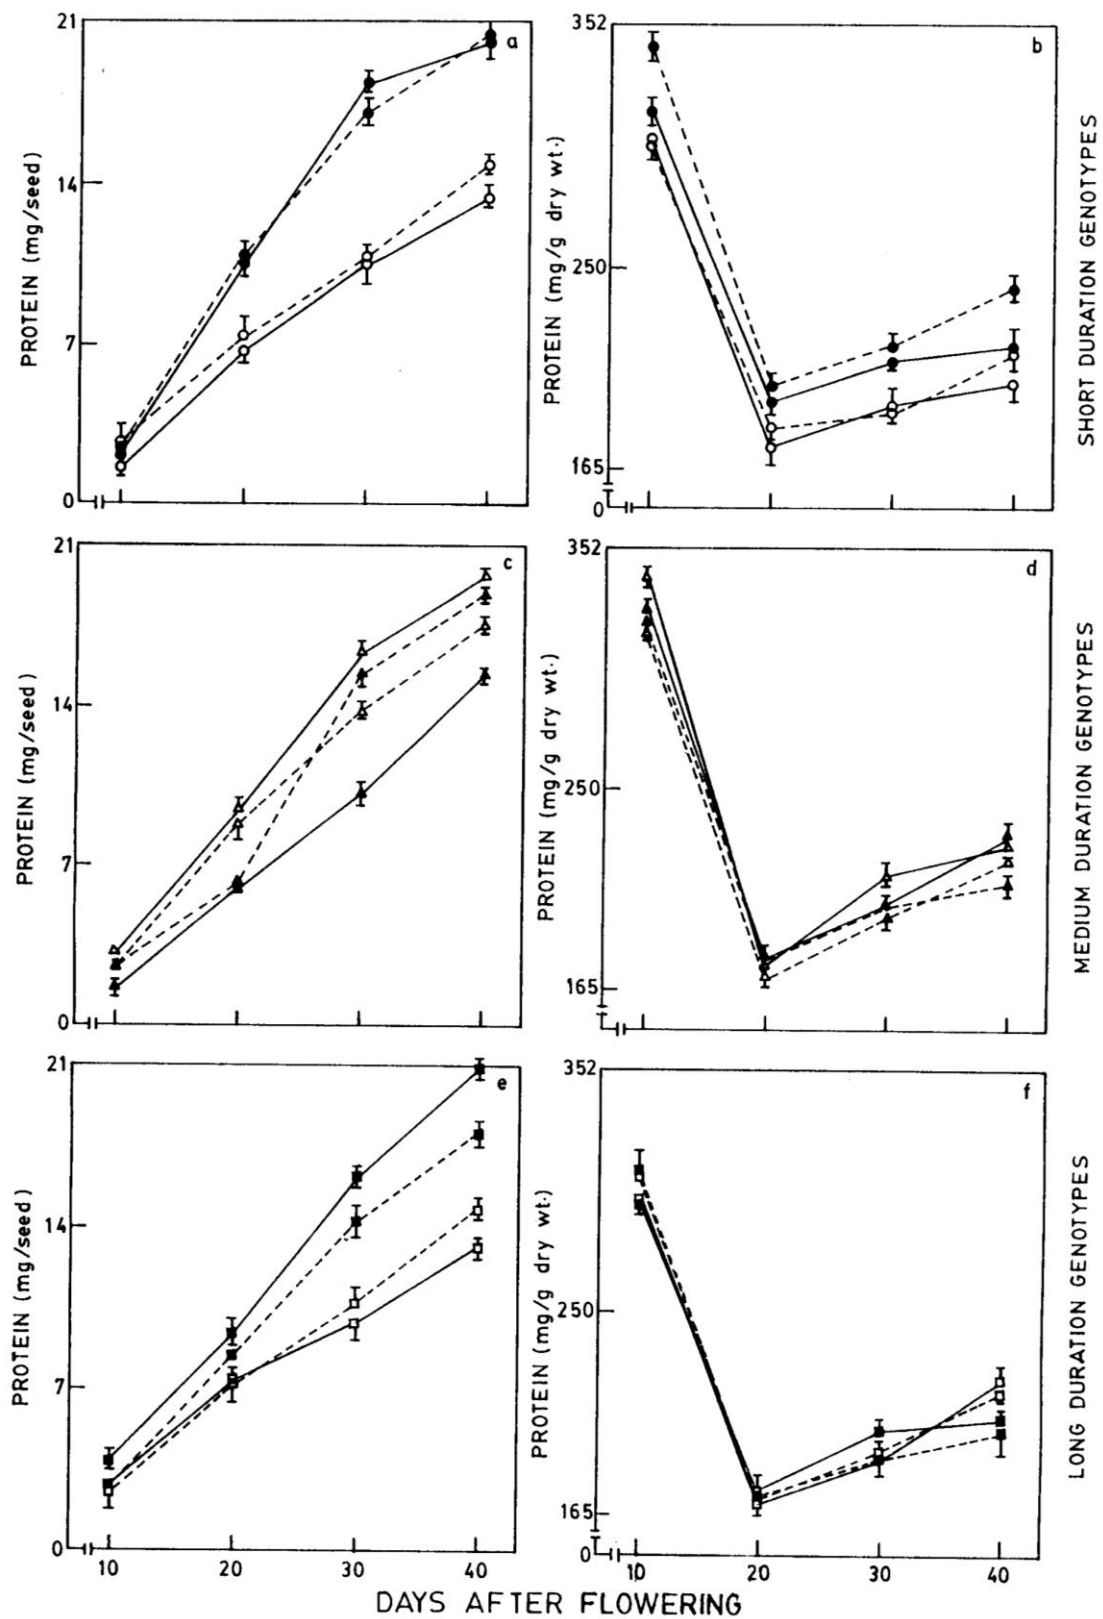 21
a
14
7
0
PROTEIN (mg/seed)
352
b
250
165
0
PROTEIN (mg/g dry wt.)
SHORT DURATION GENOTYPES
21
c
14
7
0
PROTEIN (mg/seed)
352
d
250
165
PROTEIN (mg/g dry wt.)
MEDIUM DURATION GENOTYPES
21
e
14
7
0
10 20 30 40
PROTEIN (mg/seed)
352
f
250
165
0
10 20 30 40
PROTEIN (mg/g dry wt.)
LONG DURATION GENOTYPES
DAYS AFTER FLOWERING